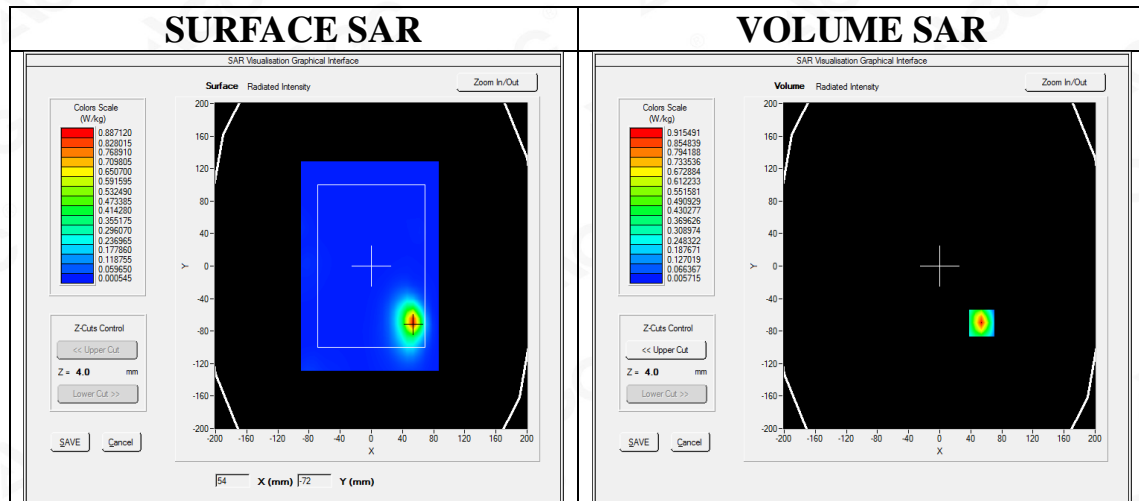 SURFACE SAR
VOLUME SAR
SAR Visualisation Graphical Interface
Surface Radiated Intensity
Zoom In/Out
Colors Scale
(W/kg)
0.887120
0.828015
0.768910
0.709805
0.650700
0.591595
0.532490
0.473385
0.414280
0.355175
0.296070
0.236965
0.177860
0.118755
0.059650
0.000545
Z-Cuts Control
<< Upper Cut
Z = 4.0 mm
Lower Cut >>
SAVE Cancel
200
160
120
80
40
0
-40
-80
-120
-160
-200
Y
-200 -160 -120 -80 -40 0 40 80 120 160 200
X
54 X (mm) -72 Y (mm)
SAR Visualisation Graphical Interface
Volume Radiated Intensity
Zoom In/Out
Colors Scale
(W/kg)
0.915491
0.854839
0.794188
0.733536
0.672884
0.612233
0.551581
0.490929
0.430277
0.369626
0.308974
0.248322
0.187671
0.127019
0.066367
0.005715
Z-Cuts Control
<< Upper Cut
Z = 4.0 mm
Lower Cut >>
SAVE Cancel
200
160
120
80
40
0
-40
-80
-120
-160
-200
Y
-200 -160 -120 -80 -40 0 40 80 120 160 200
X